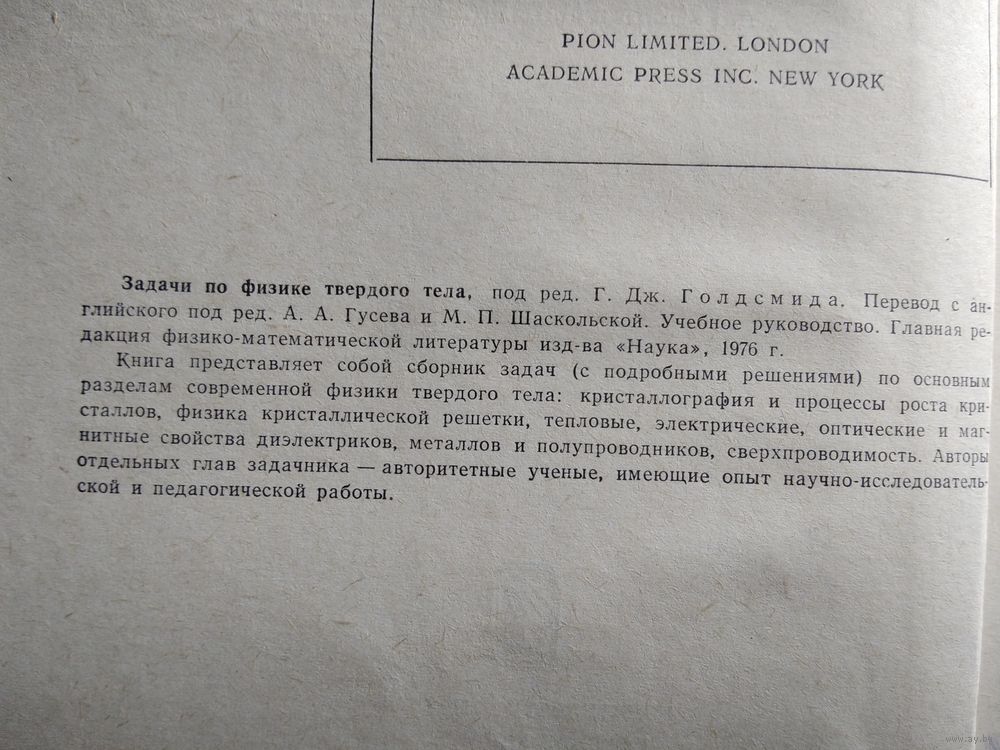 PION LIMITED. LONDON
ACADEMIC PRESS INC. NEW YORK
Задачи по физике твердого тела, под ред. Г. Дж. Голдсмида. Перевод с ан-
глийского под ред. А. А. Гусева и М. П. Шаскольской. Учебное руководство. Главная ре-
дакция физико-математической литературы изд-ва «Наука», 1976 г.
Книга представляет собой сборник задач (с подробными решениями) по основным
разделам современной физики твердого тела: кристаллография и процессы роста кри-
сталлов, физика кристаллической решетки, тепловые, электрические, оптические и маг-
нитные свойства диэлектриков, металлов и полупроводников, сверхпроводимость. Авторы
отдельных глав задачника — авторитетные ученые, имеющие опыт научно-исследователь-
ской и педагогической работы.
www.ay.by